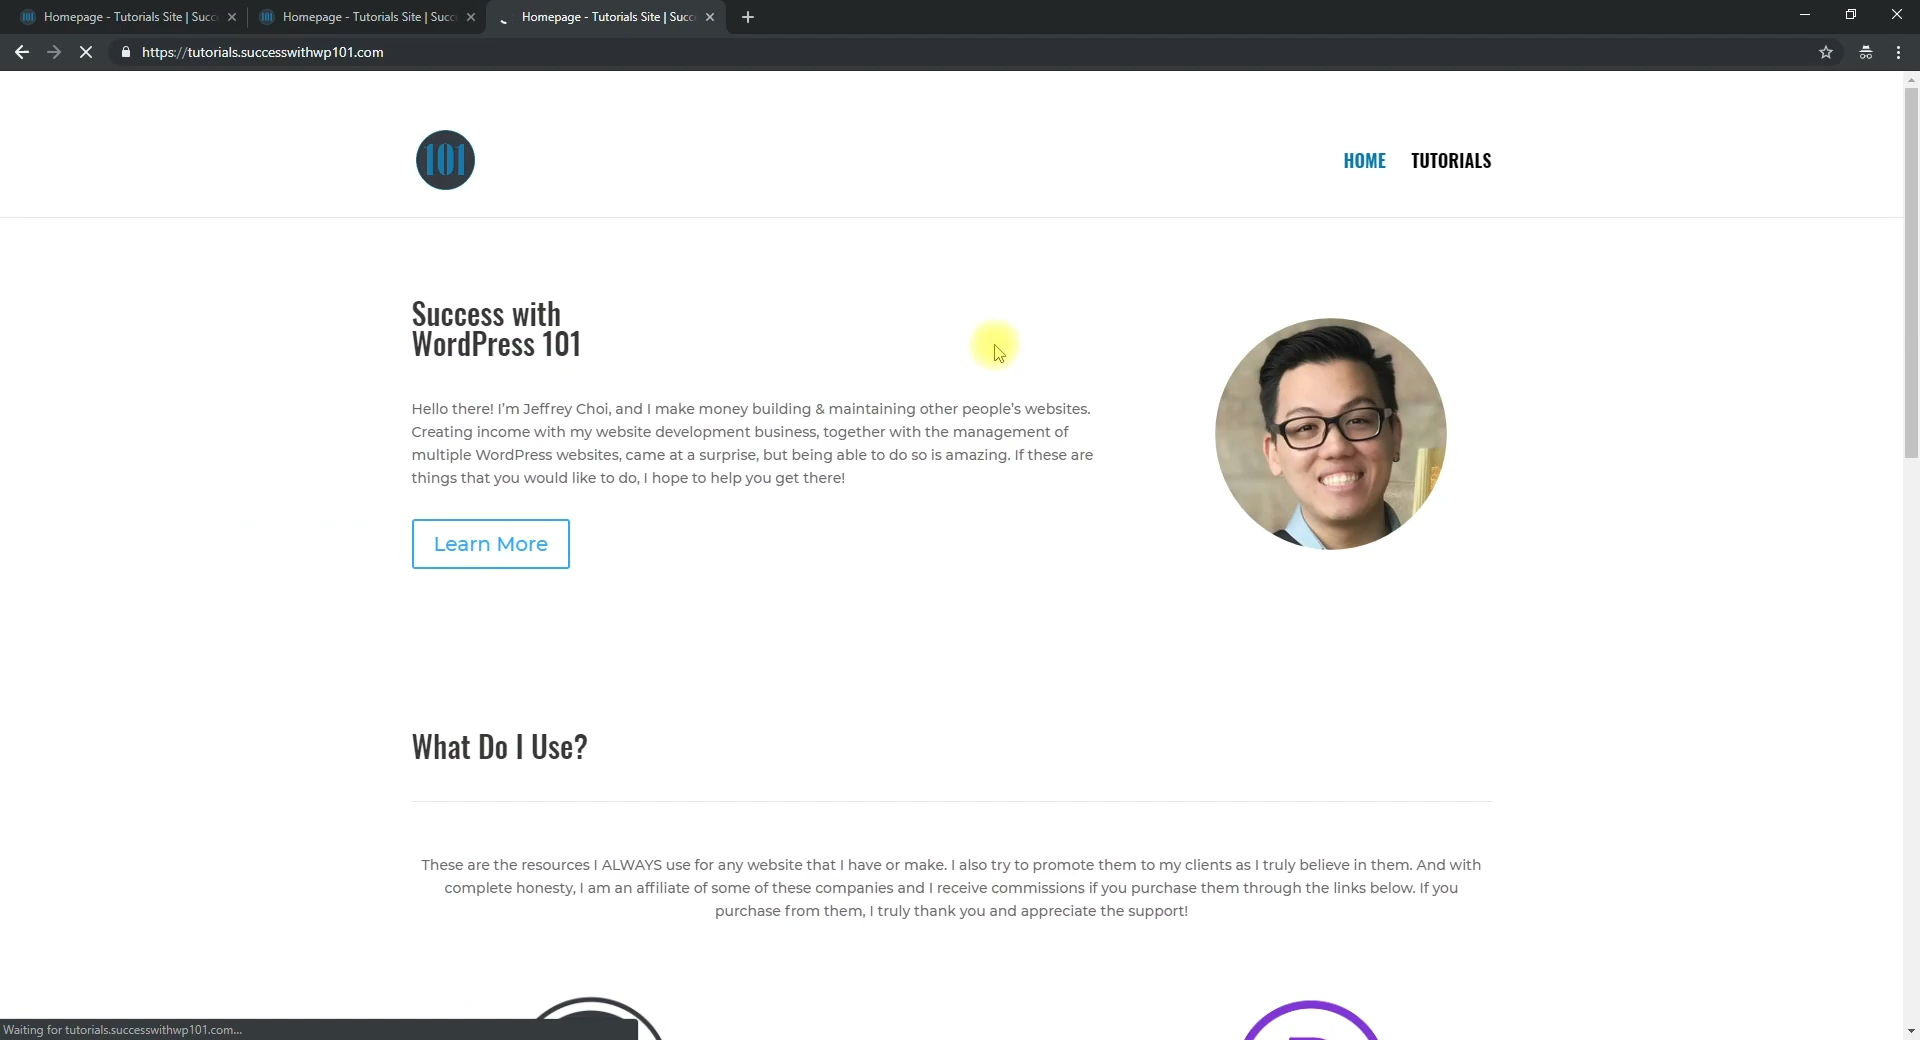 Homepage - Tutorials Site | Succ
Homepage - Tutorials Site | Succ
Homepage - Tutorials Site | Succ
https://tutorials.successwithwp101.com
101
HOME
TUTORIALS
Success with
WordPress 101
Hello there! I'm Jeffrey Choi, and I make money building & maintaining other people's websites.
Creating income with my website development business, together with the management of
multiple WordPress websites, came at a surprise, but being able to do so is amazing. If these are
things that you would like to do, I hope to help you get there!
Learn More
What Do I Use?
These are the resources I ALWAYS use for any website that I have or make. I also try to promote them to my clients as I truly believe in them. And with
complete honesty, I am an affiliate of some of these companies and I receive commissions if you purchase them through the links below. If you
purchase from them, I truly thank you and appreciate the support!
Waiting for tutorials.successwithwp101.com...